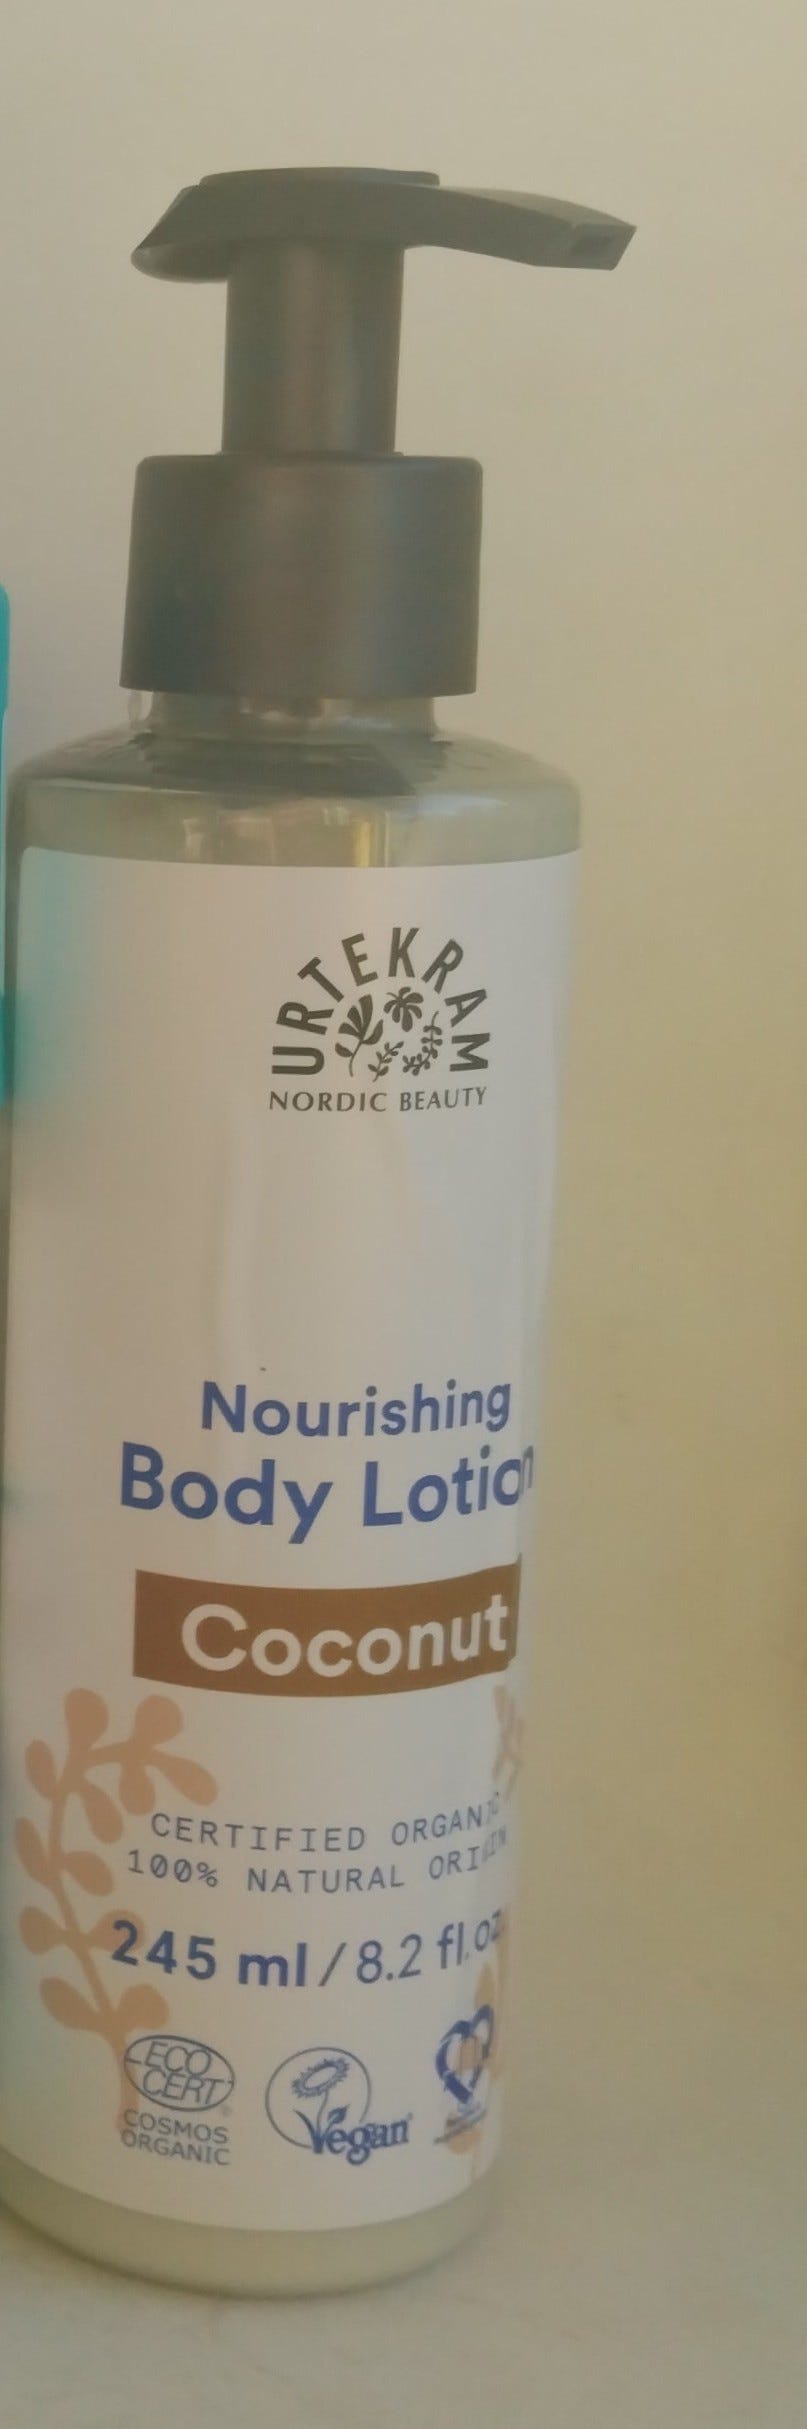 URTEKRAM
NORDIC BEAUTY
Nourishing
Body Lotion
Coconut
CERTIFIED ORGANIC
100% NATURAL ORIGIN
245 ml / 8.2 fl.oz.
ECO
CERT®
COSMOS
ORGANIC
Vegan